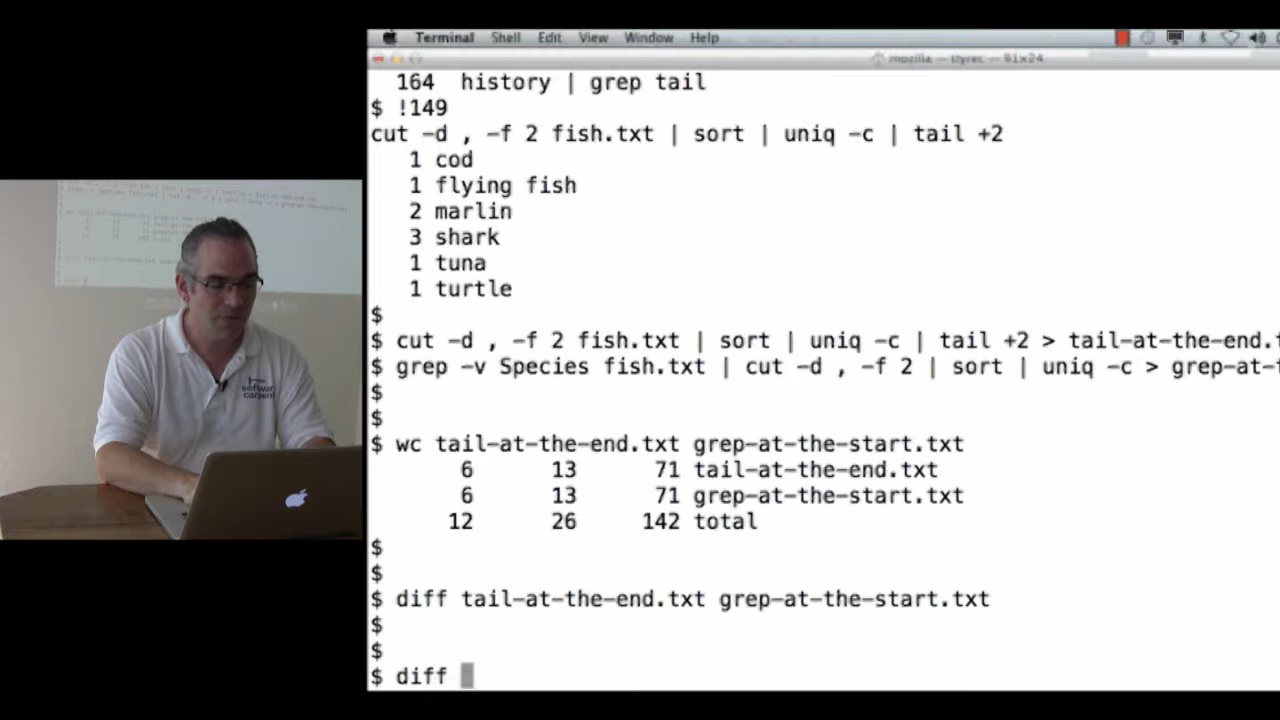 Terminal Shell Edit View Window Help
mozilla — ttyrec — 91×24
164 history | grep tail
$ !149
cut -d , -f 2 fish.txt | sort | uniq -c | tail +2
1 cod
1 flying fish
2 marlin
3 shark
1 tuna
1 turtle
$
$ cut -d , -f 2 fish.txt | sort | uniq -c | tail +2 > tail-at-the-end.t
$ grep -v Species fish.txt | cut -d , -f 2 | sort | uniq -c > grep-at-t
$
$
$ wc tail-at-the-end.txt grep-at-the-start.txt
6 13 71 tail-at-the-end.txt
6 13 71 grep-at-the-start.txt
12 26 142 total
$
$
$ diff tail-at-the-end.txt grep-at-the-start.txt
$
$
$ diff